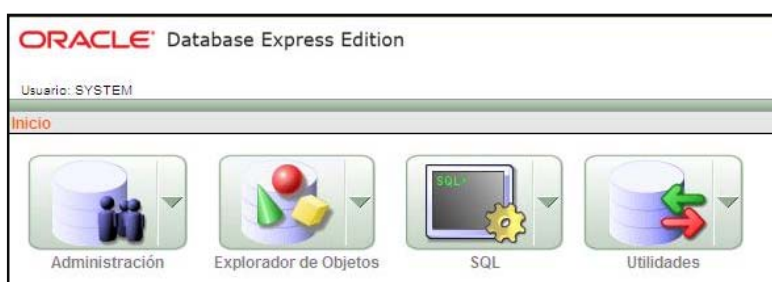 ORACLE Database Express Edition
Usuario: SYSTEM
Inicio
SQL>
Administración Explorador de Objetos SQL Utilidades